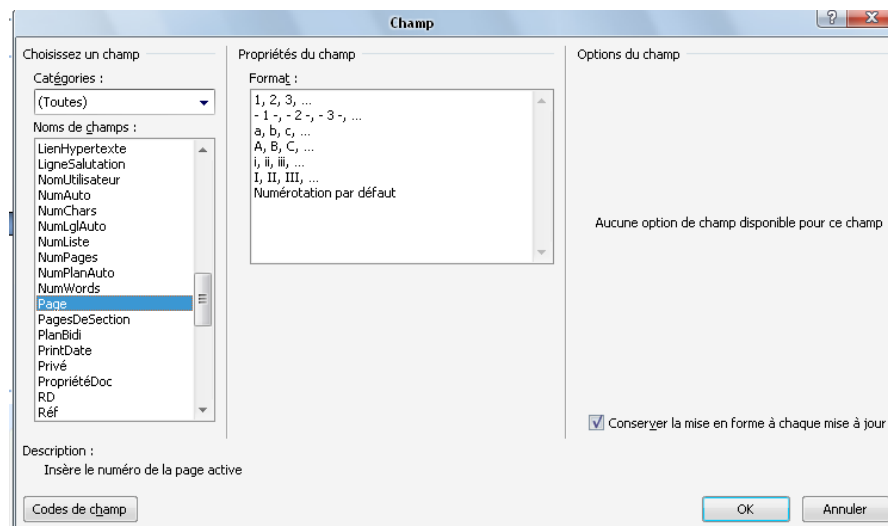 Champ
Choisissez un champ
Catégories :
(Toutes)
Noms de champs :
LienHypertexte
LigneSalutation
NomUtilisateur
NumAuto
NumChars
NumLglAuto
NumListe
NumPages
NumPlanAuto
NumWords
Page
PagesDeSection
PlanBidi
PrintDate
Privé
PropriétéDoc
RD
Réf
Propriétés du champ
Format :
1, 2, 3, ...
- 1 -, - 2 -, - 3 -, ...
a, b, c, ...
A, B, C, ...
i, ii, iii, ...
I, II, III, ...
Numérotation par défaut
Options du champ
Aucune option de champ disponible pour ce champ
Conserver la mise en forme à chaque mise à jour
Description :
Insère le numéro de la page active
Codes de champ
OK
Annuler